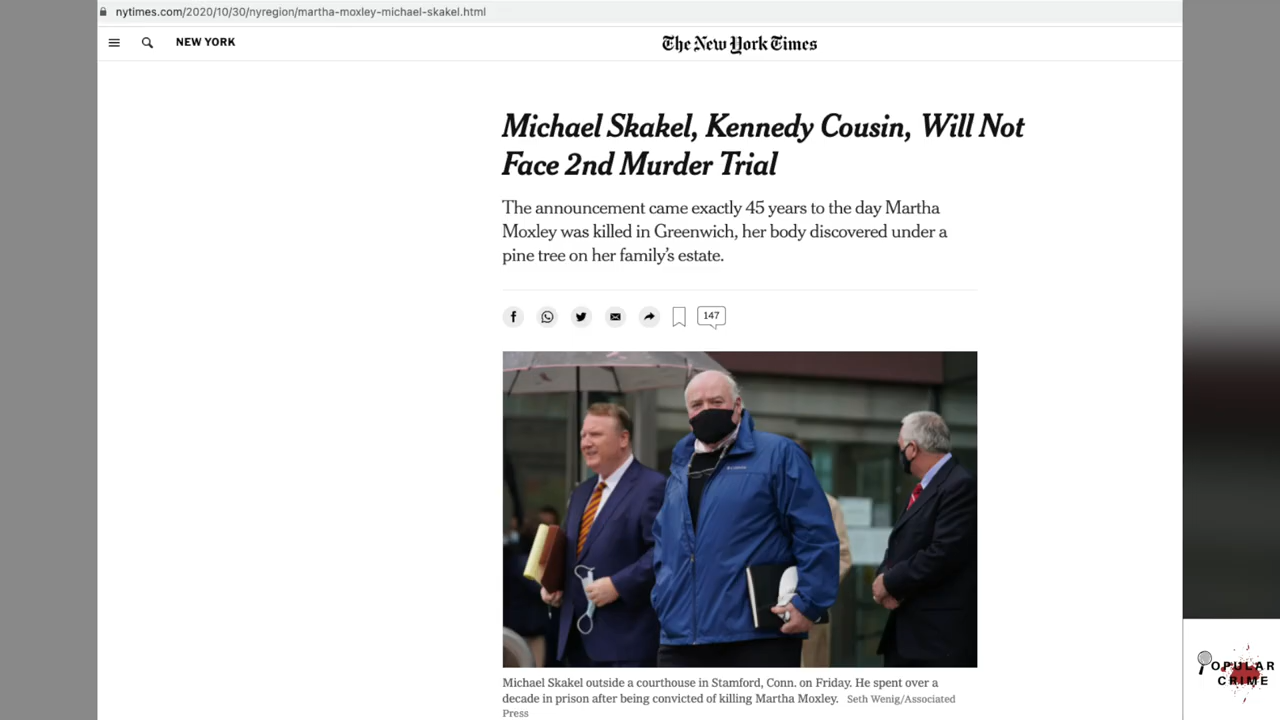 nytimes.com/2020/10/30/nyregion/martha-moxley-michael-skakel.html
NEW YORK
The New York Times
Michael Skakel, Kennedy Cousin, Will Not
Face 2nd Murder Trial
The announcement came exactly 45 years to the day Martha
Moxley was killed in Greenwich, her body discovered under a
pine tree on her family’s estate.
147
Michael Skakel outside a courthouse in Stamford, Conn. on Friday. He spent over a
decade in prison after being convicted of killing Martha Moxley. Seth Wenig/Associated
Press
POPULAR
CRIME